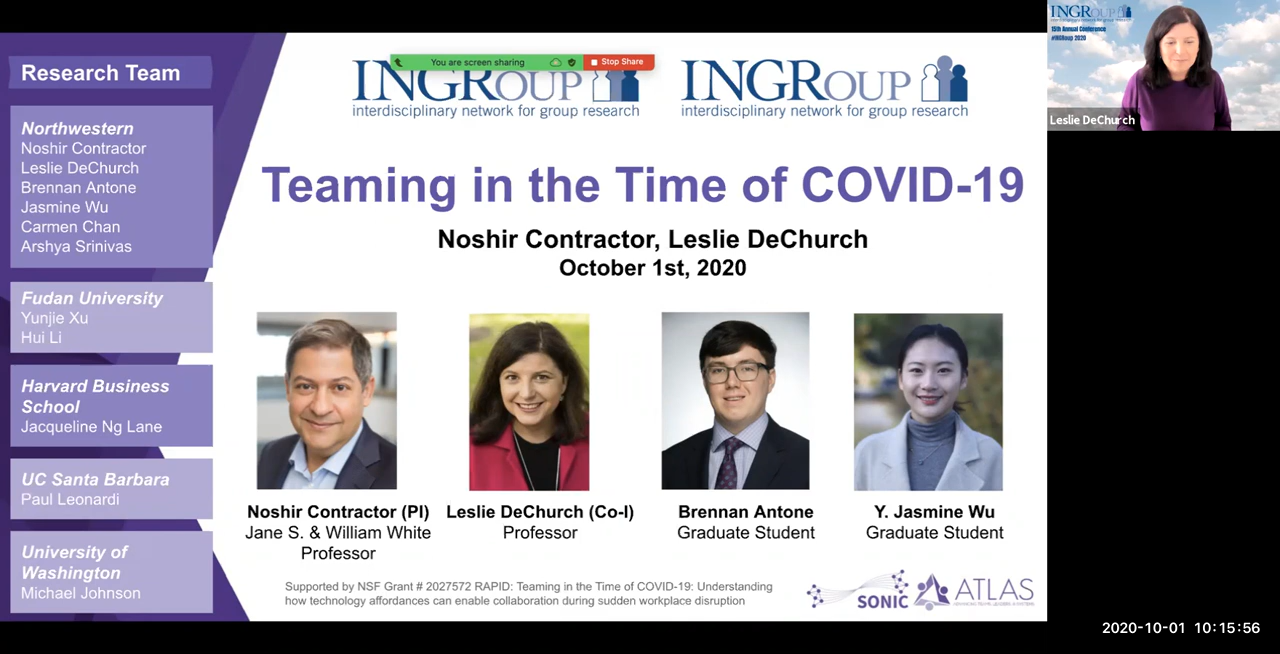 Research Team
Northwestern
Noshir Contractor
Leslie DeChurch
Brennan Antone
Jasmine Wu
Carmen Chan
Arshya Srinivas
Fudan University
Yunjie Xu
Hui Li
Harvard Business
School
Jacqueline Ng Lane
UC Santa Barbara
Paul Leonardi
University of
Washington
Michael Johnson
You are screen sharing
Stop Share
INGRoup
interdisciplinary network for group research
INGRoup
interdisciplinary network for group research
Teaming in the Time of COVID-19
Noshir Contractor, Leslie DeChurch
October 1st, 2020
Noshir Contractor (PI)
Jane S. & William White
Professor
Leslie DeChurch (Co-I)
Professor
Brennan Antone
Graduate Student
Y. Jasmine Wu
Graduate Student
Supported by NSF Grant # 2027572 RAPID: Teaming in the Time of COVID-19: Understanding
how technology affordances can enable collaboration during sudden workplace disruption
SONIC
ATLAS
INGRoup
15th Annual Conference
#INGRoup 2020
Leslie DeChurch
2020-10-01 10:15:56